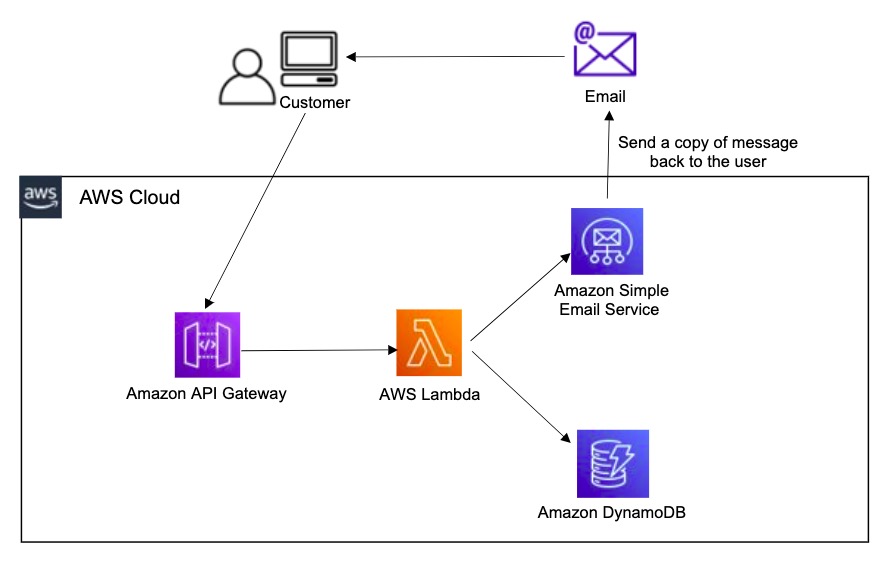 @
Customer
Email
Send a copy of message
back to the user
aws
AWS Cloud
Amazon Simple
Email Service
</>
Amazon API Gateway
AWS Lambda
Amazon DynamoDB